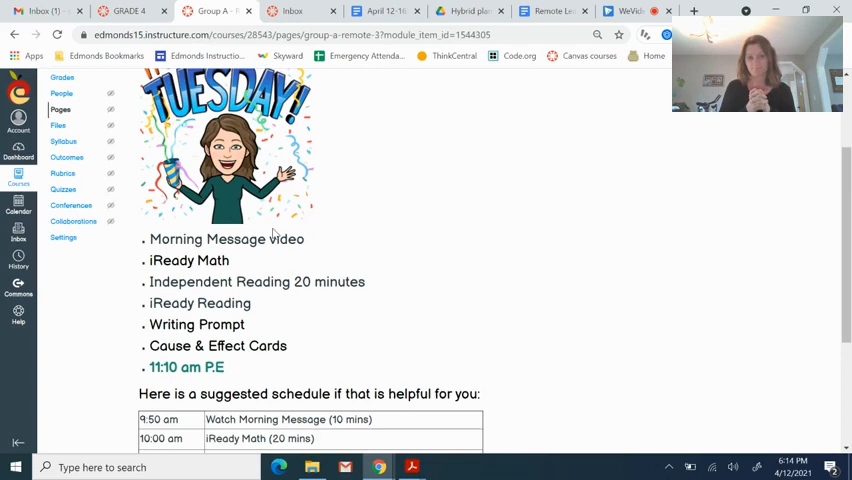 Inbox (1)
GRADE 4
Group A - R
Inbox
April 12-16
Hybrid plan
Remote Le
WeVid
edmonds15.instructure.com/courses/28543/pages/group-a-remote-3?module_item_id=1544305
Apps
Edmonds Bookmarks
Edmonds Instruction
Skyward
Emergency Attenda
ThinkCentral
Code.org
Canvas courses
Home
Account
Dashboard
Courses
Calendar
Inbox
History
Commons
Help
Grades
People
Pages
Files
Syllabus
Outcomes
Rubrics
Quizzes
Conferences
Collaborations
Settings
TUESDAY!
Morning Message video
iReady Math
Independent Reading 20 minutes
iReady Reading
Writing Prompt
Cause & Effect Cards
11:10 am P.E
Here is a suggested schedule if that is helpful for you:
9:50 am Watch Morning Message (10 mins)
10:00 am iReady Math (20 mins)
Type here to search
6:14 PM
4/12/2021
2